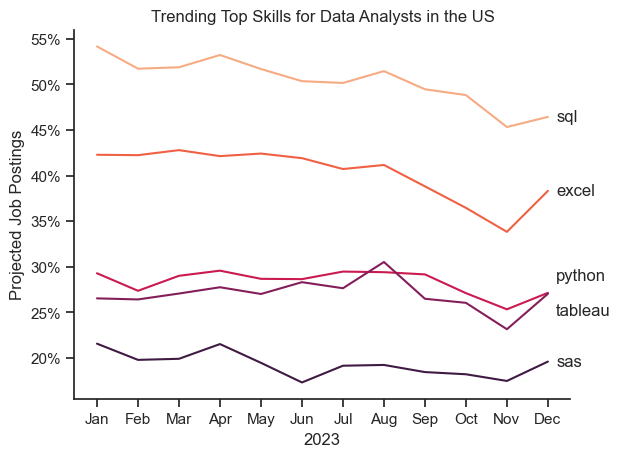 Trending Top Skills for Data Analysts in the US
55%
50%
45%
40%
35%
30%
25%
20%
Projected Job Postings
sql
excel
python
tableau
sas
Jan Feb Mar Apr May Jun Jul Aug Sep Oct Nov Dec
2023